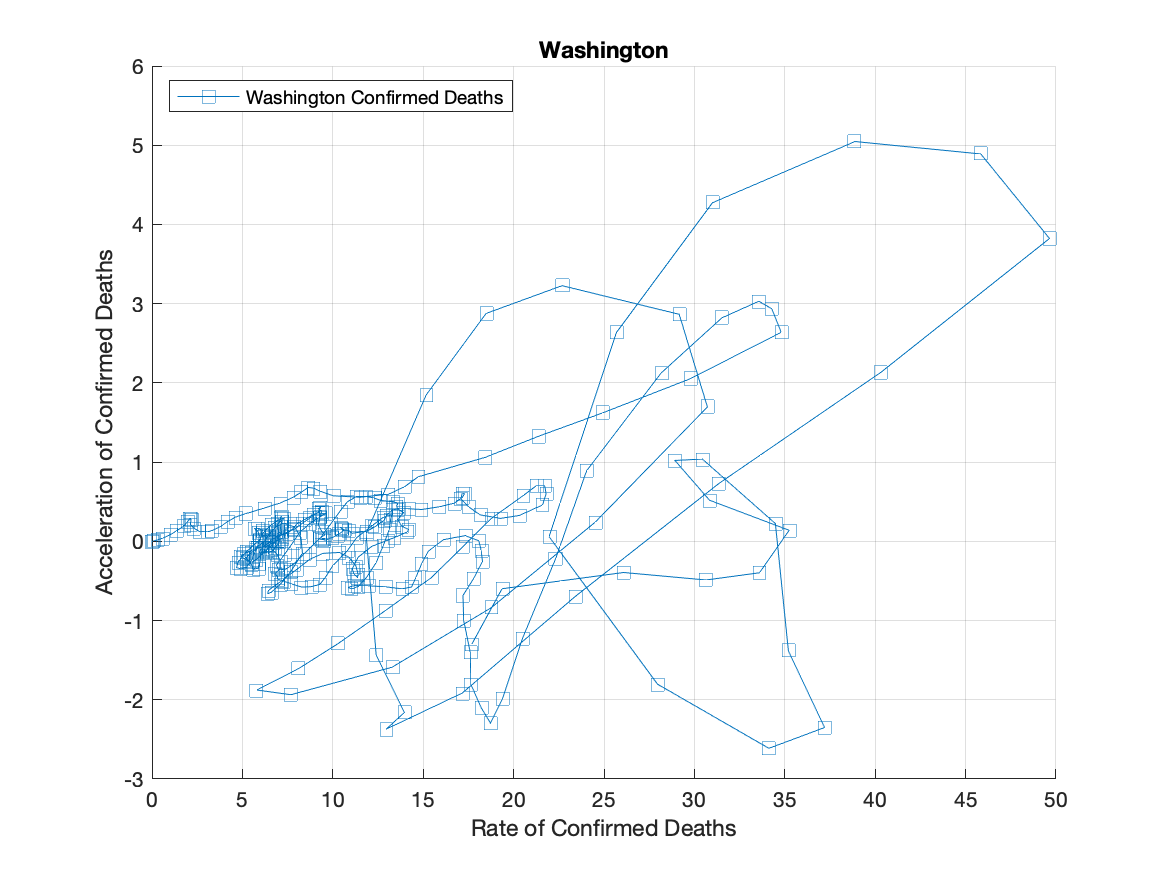 Washington
Washington Confirmed Deaths
6
5
4
3
2
1
0
-1
-2
-3
Acceleration of Confirmed Deaths
0 5 10 15 20 25 30 35 40 45 50
Rate of Confirmed Deaths